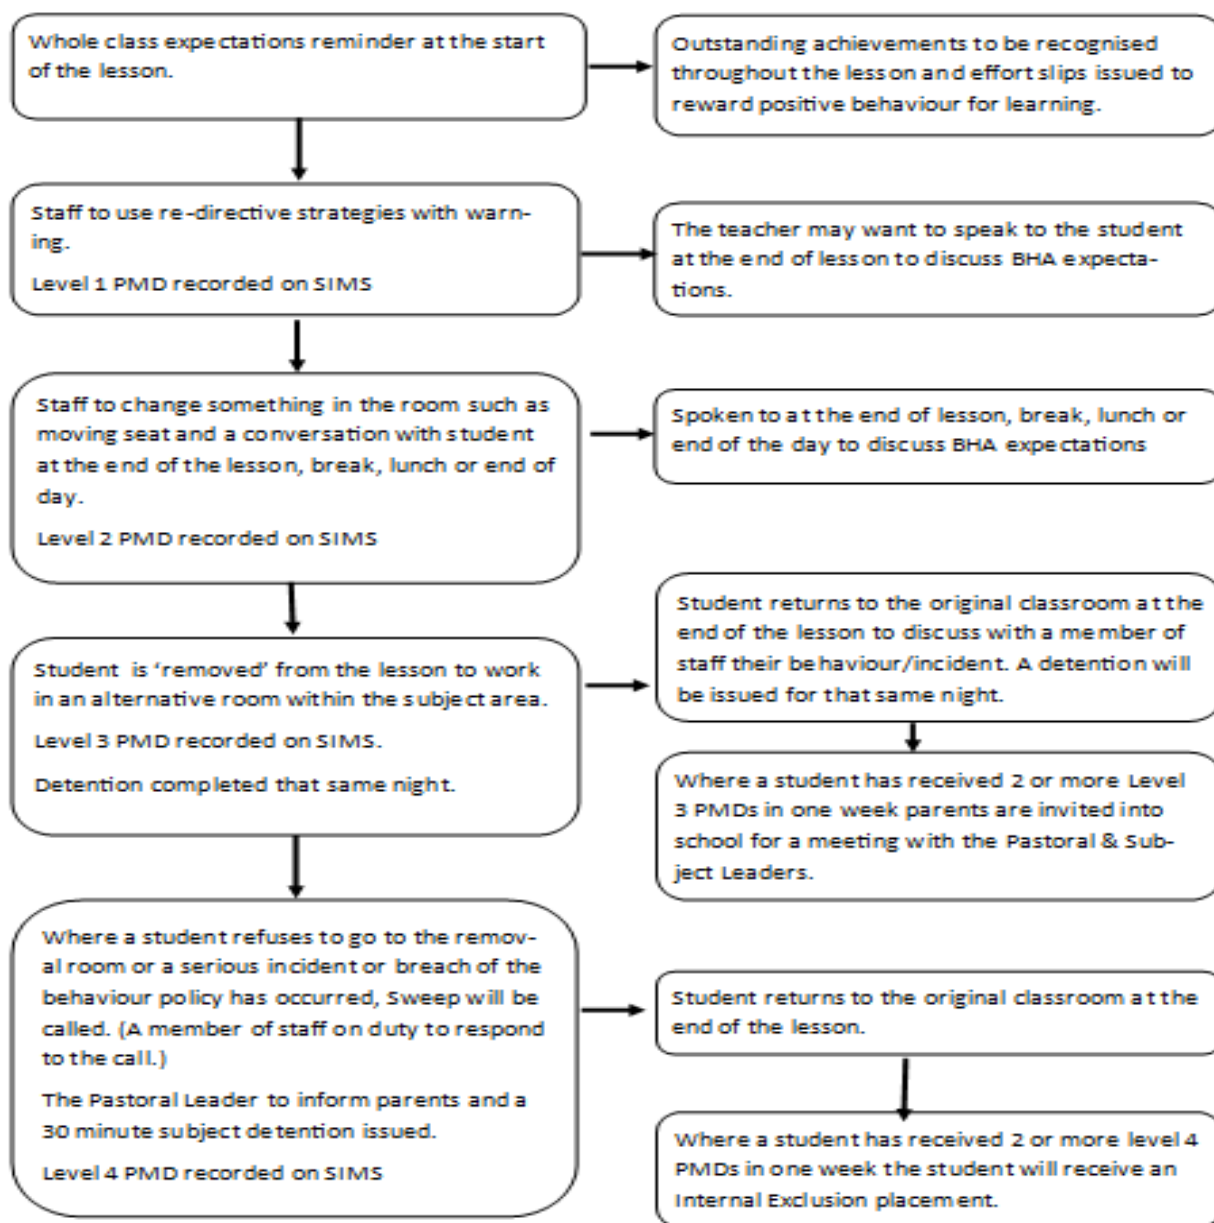 Whole class expectations reminder at the start
of the lesson.
Outstanding achievements to be recognised
throughout the lesson and effort slips issued to
reward positive behaviour for learning.
Staff to use re-directive strategies with warn-
ing.
Level 1 PMD recorded on SIMS
The teacher may want to speak to the student
at the end of lesson to discuss BHA expecta-
tions.
Staff to change something in the room such as
moving seat and a conversation with student
at the end of the lesson, break, lunch or end of
day.
Level 2 PMD recorded on SIMS
Spoken to at the end of lesson, break, lunch or
end of the day to discuss BHA expectations
Student is ‘removed’ from the lesson to work
in an alternative room within the subject area.
Level 3 PMD recorded on SIMS.
Detention completed that same night.
Student returns to the original classroom at the
end of the lesson to discuss with a member of
staff their behaviour/incident. A detention will
be issued for that same night.
Where a student has received 2 or more Level
3 PMDs in one week parents are invited into
school for a meeting with the Pastoral & Sub-
ject Leaders.
Where a student refuses to go to the remov-
al room or a serious incident or breach of the
behaviour policy has occurred, Sweep will be
called. (A member of staff on duty to respond
to the call.)
The Pastoral Leader to inform parents and a
30 minute subject detention issued.
Level 4 PMD recorded on SIMS
Student returns to the original classroom at the
end of the lesson.
Where a student has received 2 or more level 4
PMDs in one week the student will receive an
Internal Exclusion placement.